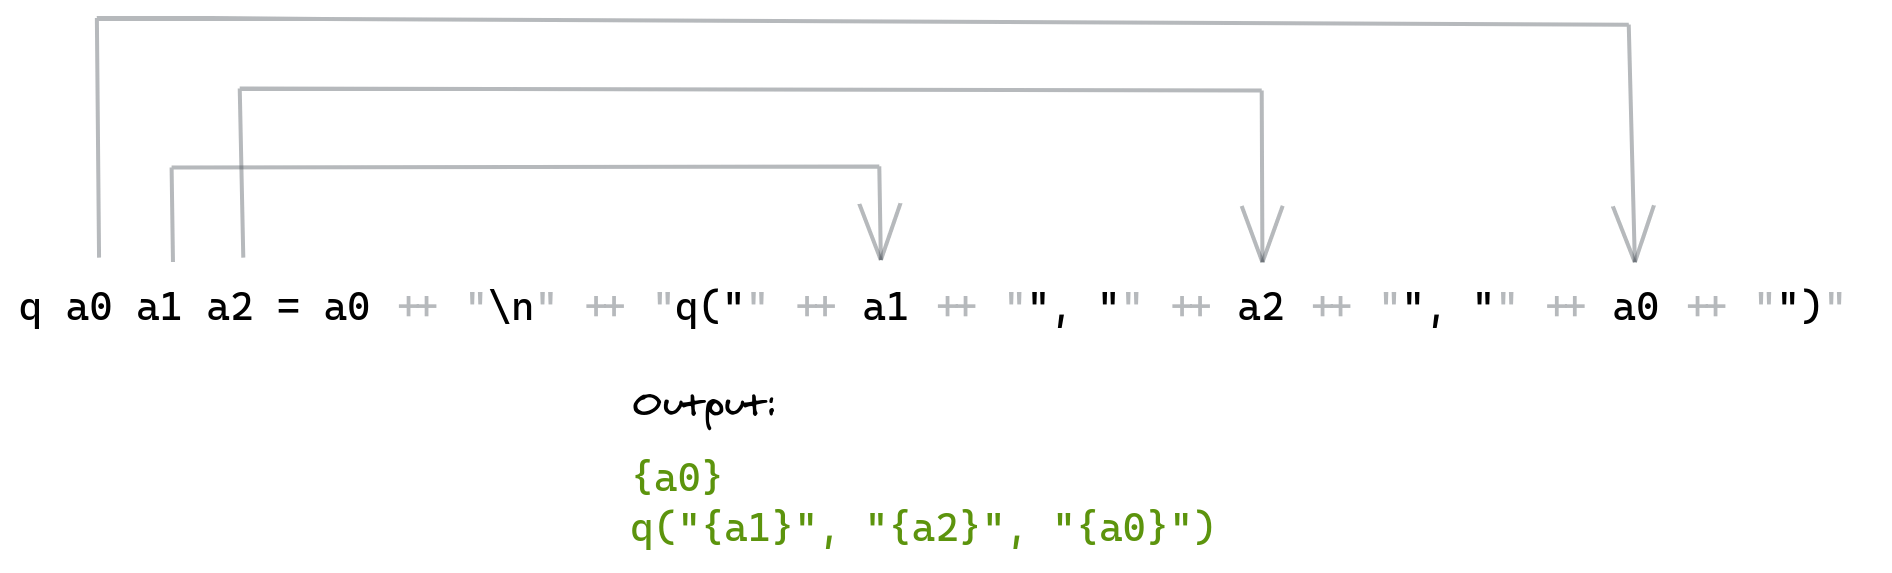 q a0 a1 a2 = a0 ++ "\n" ++ "q("" ++ a1 ++ "", "" ++ a2 ++ "", "" ++ a0 ++ "")"
Output:
{a0}
q("{a1}", "{a2}", "{a0}")